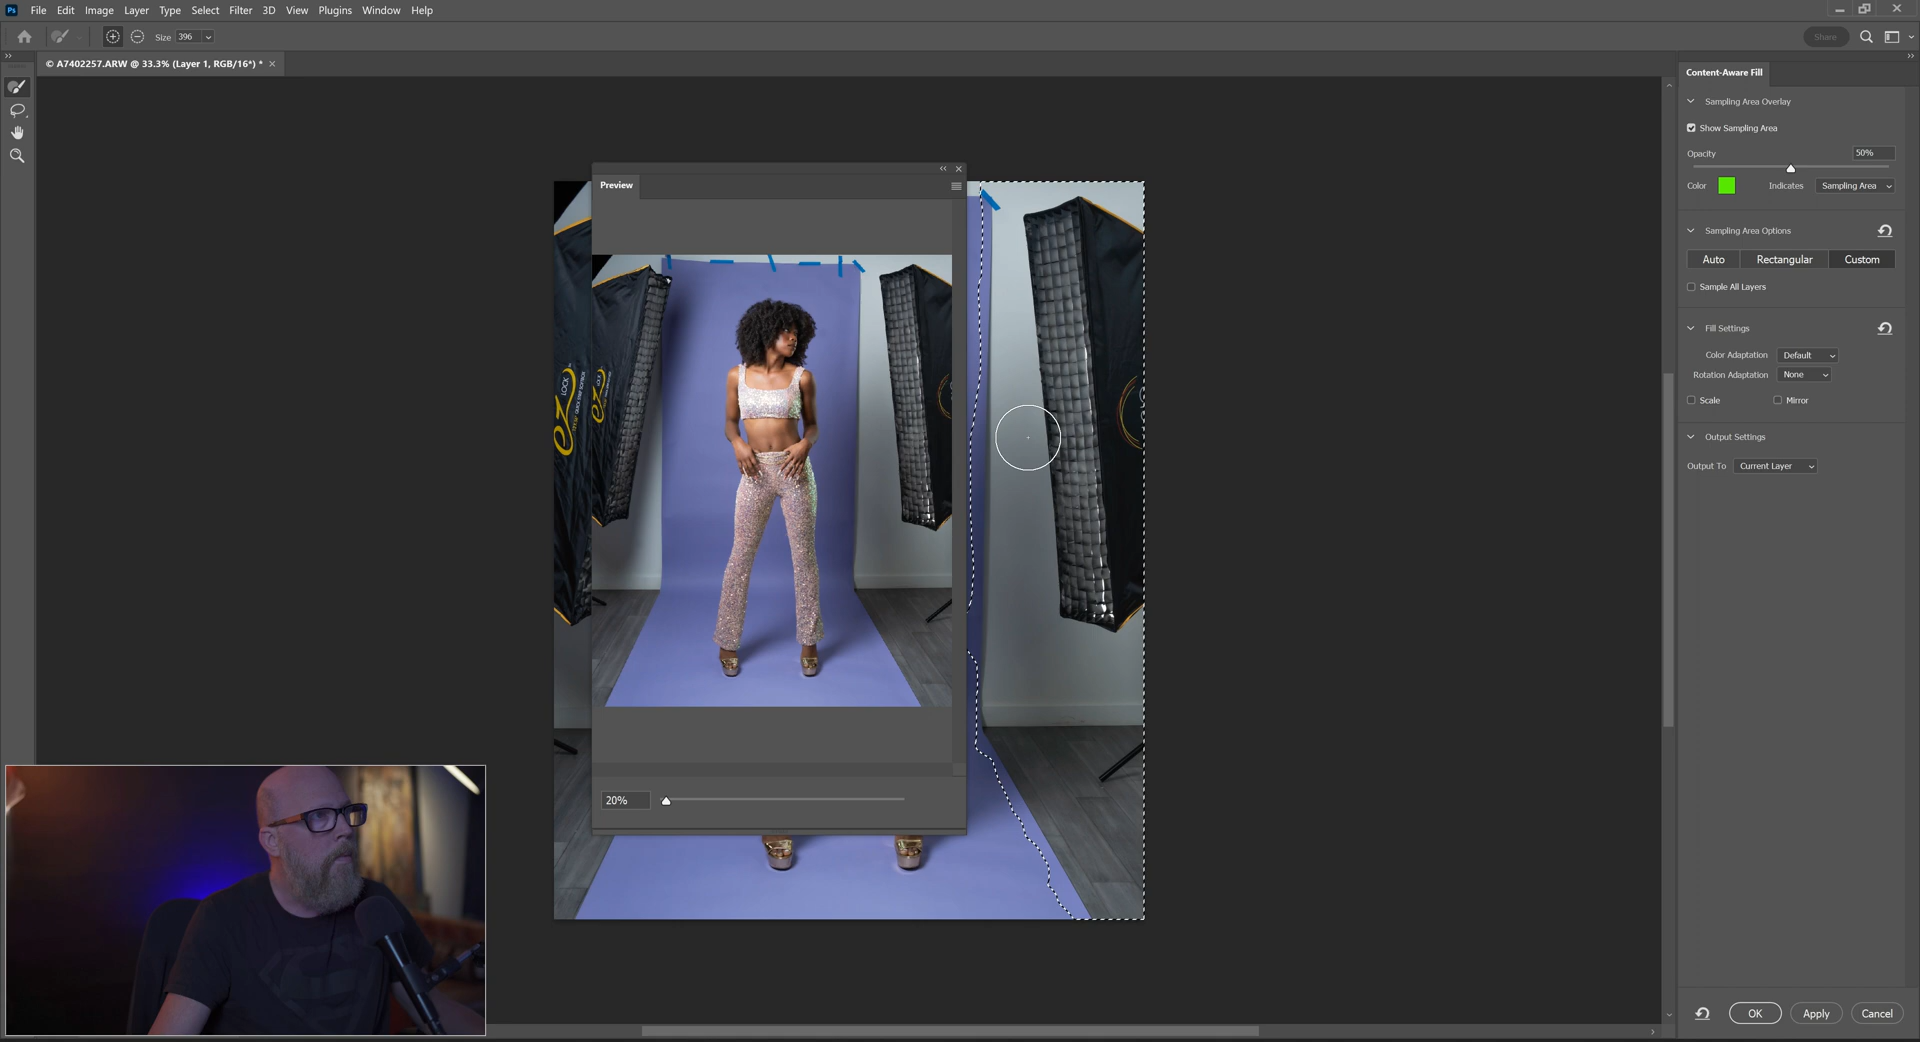 Ps File Edit Image Layer Type Select Filter 3D View Plugins Window Help
Size 396
Share
© A7402257.ARW @ 33.3% (Layer 1, RGB/16*) *
Content-Aware Fill
Sampling Area Overlay
Show Sampling Area
Opacity 50%
Color Indicates Sampling Area
Sampling Area Options
Auto Rectangular Custom
Sample All Layers
Fill Settings
Color Adaptation Default
Rotation Adaptation None
Scale Mirror
Output Settings
Output To Current Layer
Preview
LOCK
20%
OK Apply Cancel